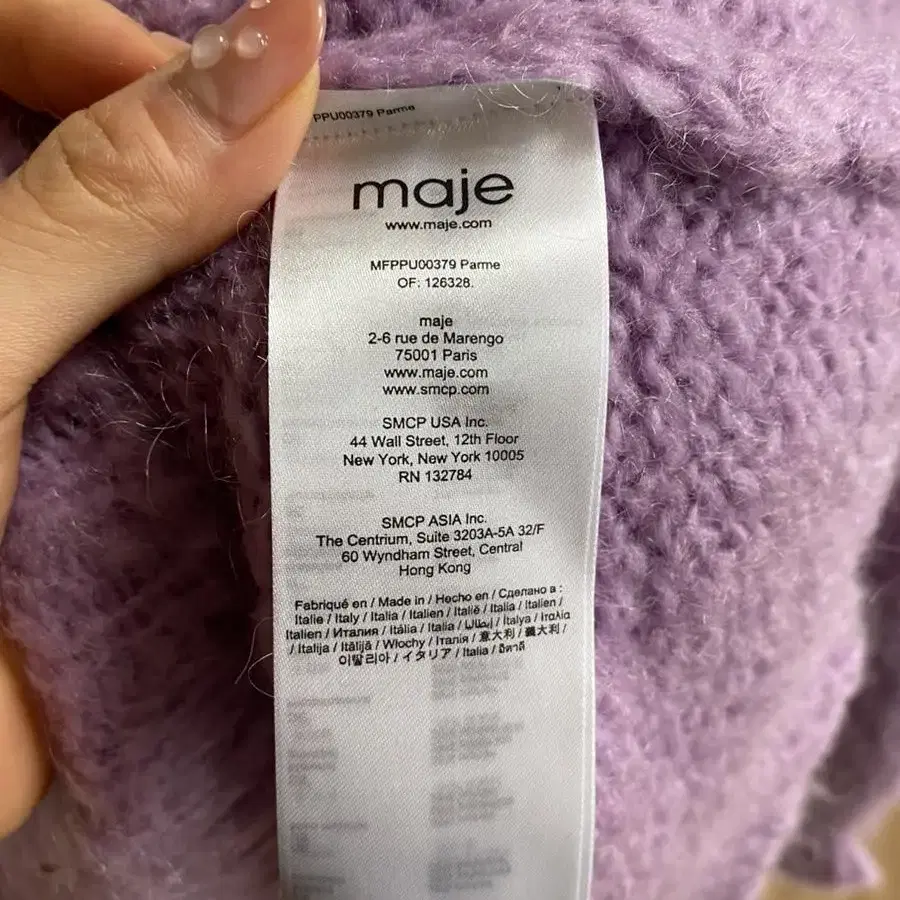 PPU00379 Parme
maje
www.maje.com
MFPPU00379 Parme
OF: 126328.
maje
2-6 rue de Marengo
75001 Paris
www.maje.com
www.smcp.com
SMCP USA Inc.
44 Wall Street, 12th Floor
New York, New York 10005
RN 132784
SMCP ASIA Inc.
The Centrium, Suite 3203A-5A 32/F
60 Wyndham Street, Central
Hong Kong
Fabriqué en / Made in / Hecho en / Сделано в :
Italie / Italy / Italia / Italien / Italië / Italia / Italien /
Italien / Италия / Itália / Italia / إيطاليا / İtalya / Ιταλία
/ Italija / Itālijā / Włochy / Італія / 意大利 / 義大利 /
이탈리아 / イタリア / Italia / อิตาลี